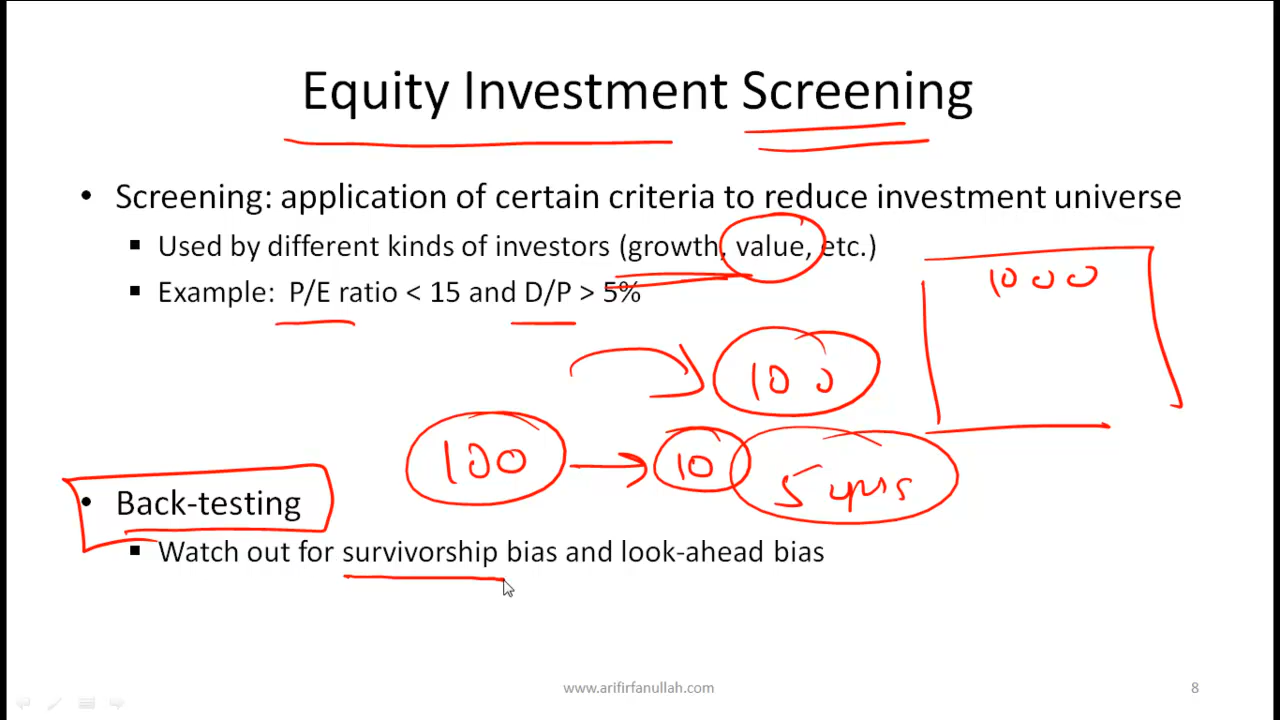 Equity Investment Screening
• Screening: application of certain criteria to reduce investment universe
▪ Used by different kinds of investors (growth, value, etc.)
▪ Example: P/E ratio < 15 and D/P > 5%
1000
100
100 → 10 5 yrs
• Back-testing
▪ Watch out for survivorship bias and look-ahead bias
www.arifirfanullah.com
8